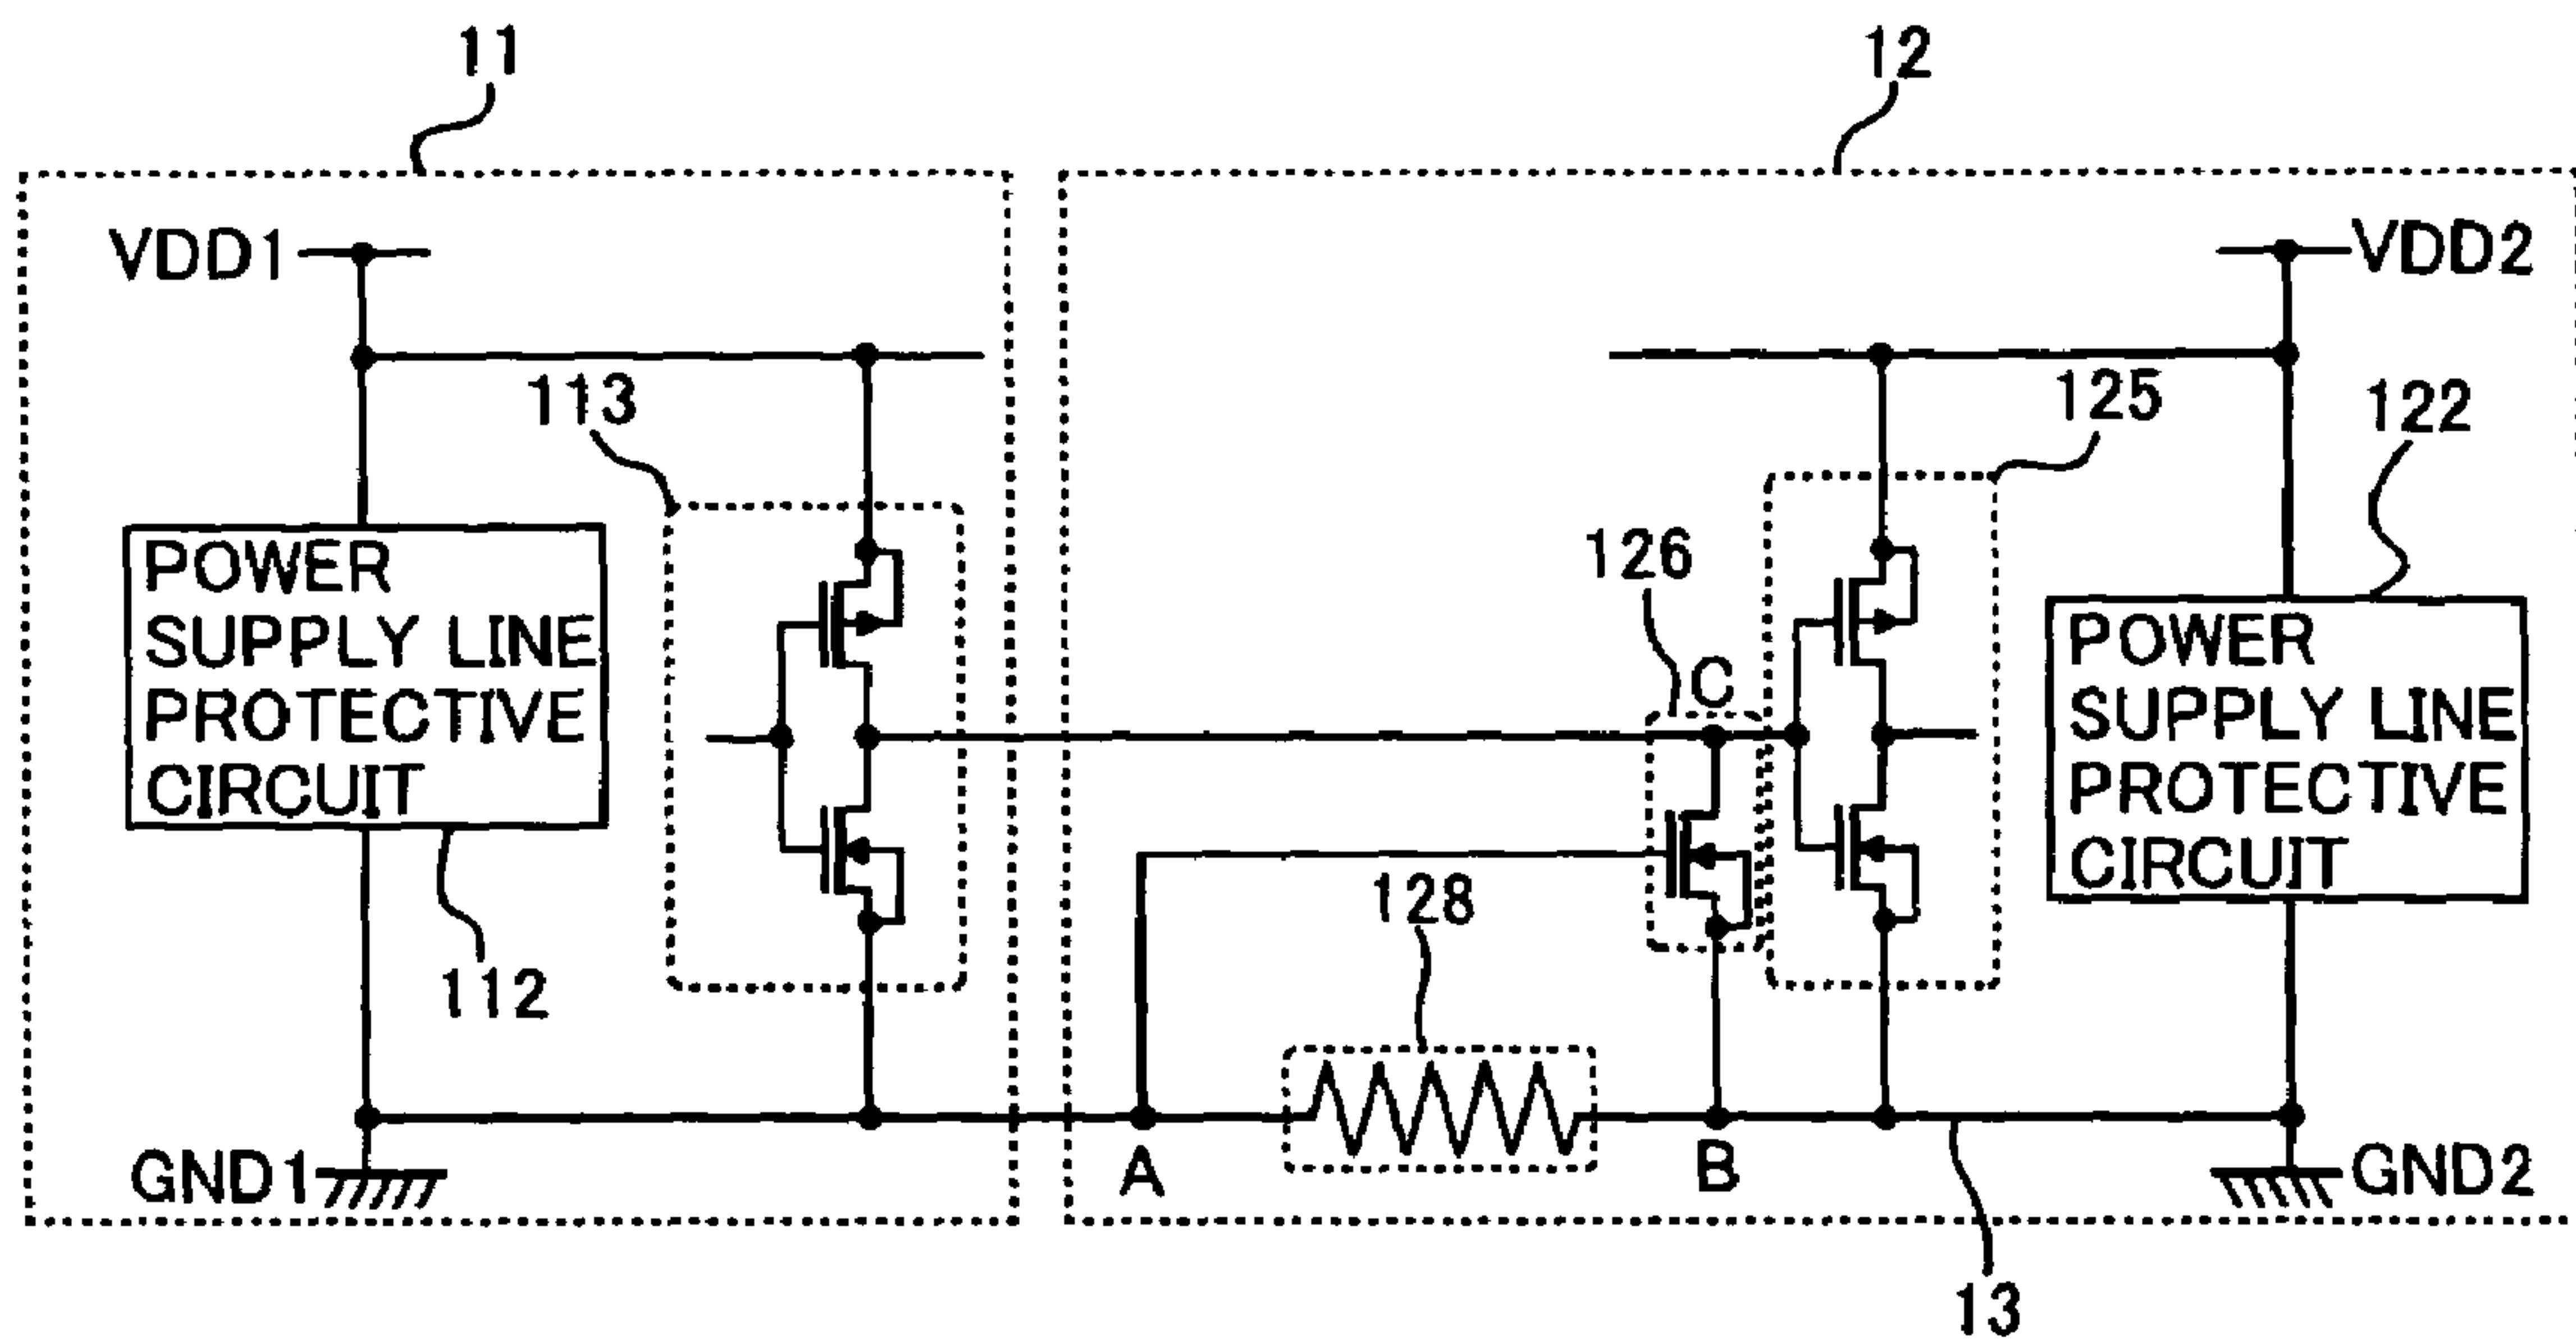 11
12
VDD1
VDD2
113
125
122
126
POWER
SUPPLY LINE
PROTECTIVE
CIRCUIT
C
POWER
SUPPLY LINE
PROTECTIVE
CIRCUIT
128
112
GND1
A
B
GND2
13